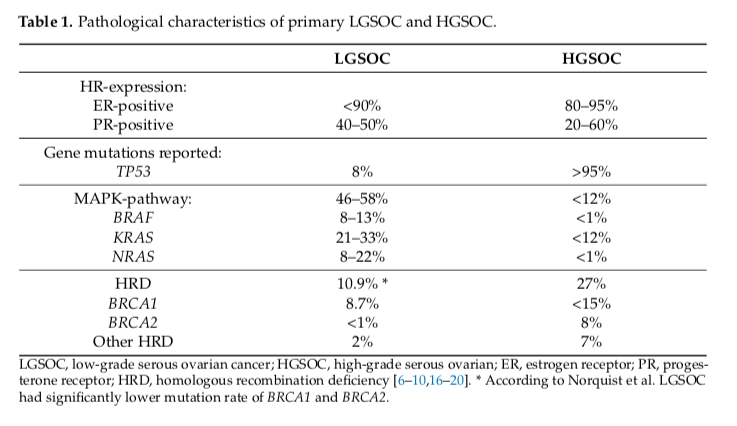 Table 1. Pathological characteristics of primary LGSOC and HGSOC.
LGSOC HGSOC
HR-expression:
ER-positive <90% 80–95%
PR-positive 40–50% 20–60%
Gene mutations reported:
TP53 8% >95%
MAPK-pathway: 46–58% <12%
BRAF 8–13% <1%
KRAS 21–33% <12%
NRAS 8–22% <1%
HRD 10.9% * 27%
BRCA1 8.7% <15%
BRCA2 <1% 8%
Other HRD 2% 7%
LGSOC, low-grade serous ovarian cancer; HGSOC, high-grade serous ovarian; ER, estrogen receptor; PR, proges-
terone receptor; HRD, homologous recombination deficiency [6–10,16–20]. * According to Norquist et al. LGSOC
had significantly lower mutation rate of BRCA1 and BRCA2.